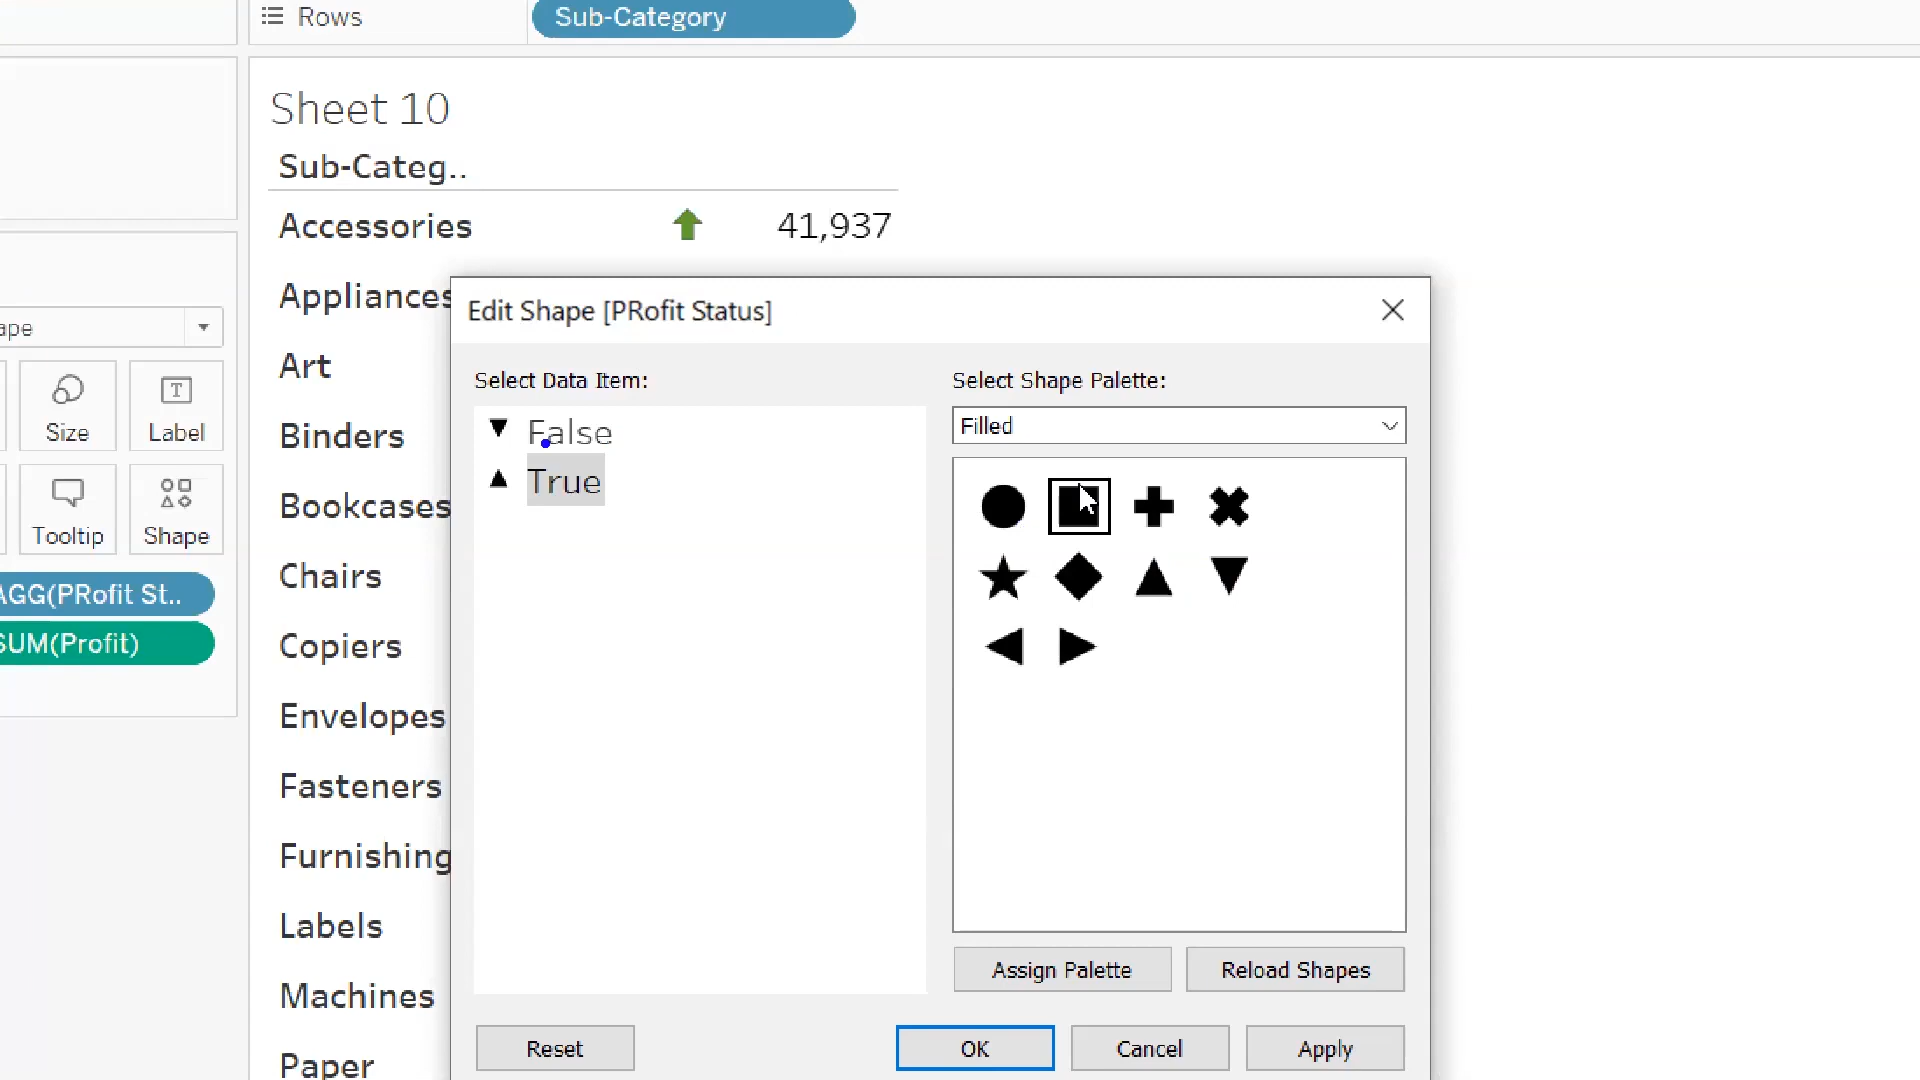 Rows
Sub-Category
Sheet 10
Sub-Categ..
Accessories 41,937
Appliances
Art
Binders
Bookcases
Chairs
Copiers
Envelopes
Fasteners
Furnishing
Labels
Machines
Paper
ape
Size
Label
Tooltip
Shape
AGG(PRofit St..
SUM(Profit)
Edit Shape [PRofit Status]
Select Data Item:
False
True
Select Shape Palette:
Filled
Assign Palette
Reload Shapes
Reset
OK
Cancel
Apply